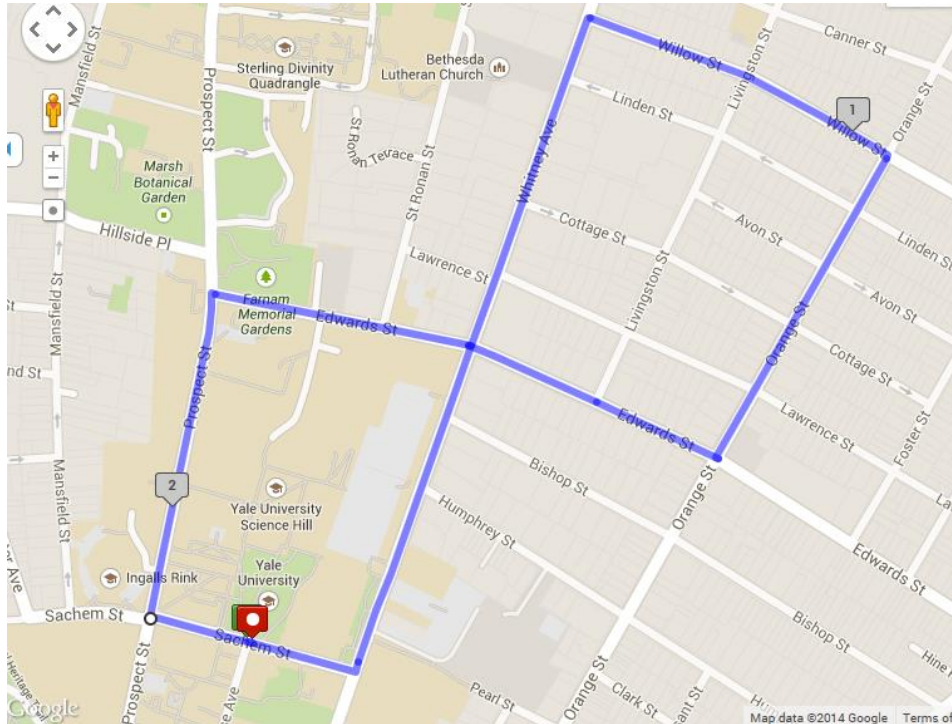 Mansfield St
Prospect St
Sterling Divinity
Quadrangle
Bethesda
Lutheran Church
Whitney Ave
Willow St
Livingston St
Canner St
Orange St
1
Willow St
Linden St
St Ronan Terrace
St Ronan St
Marsh
Botanical
Garden
Hillside Pl
Cottage St
Avon St
Linden St
Lawrence St
Farnam
Memorial
Gardens
Edwards St
Livingston St
Orange St
Avon St
Cottage St
Mansfield St
Prospect St
nd St
Edwards St
Lawrence St
Foster St
2
Mansfield St
Yale University
Science Hill
Bishop St
Orange St
Humphrey St
Edwards St
Ingalls Rink
Yale
University
Sachem St
Sachem St
Bishop St
Orange St
Prospect St
Pearl St
Clark St
Google
Map data ©2014 Google
Terms